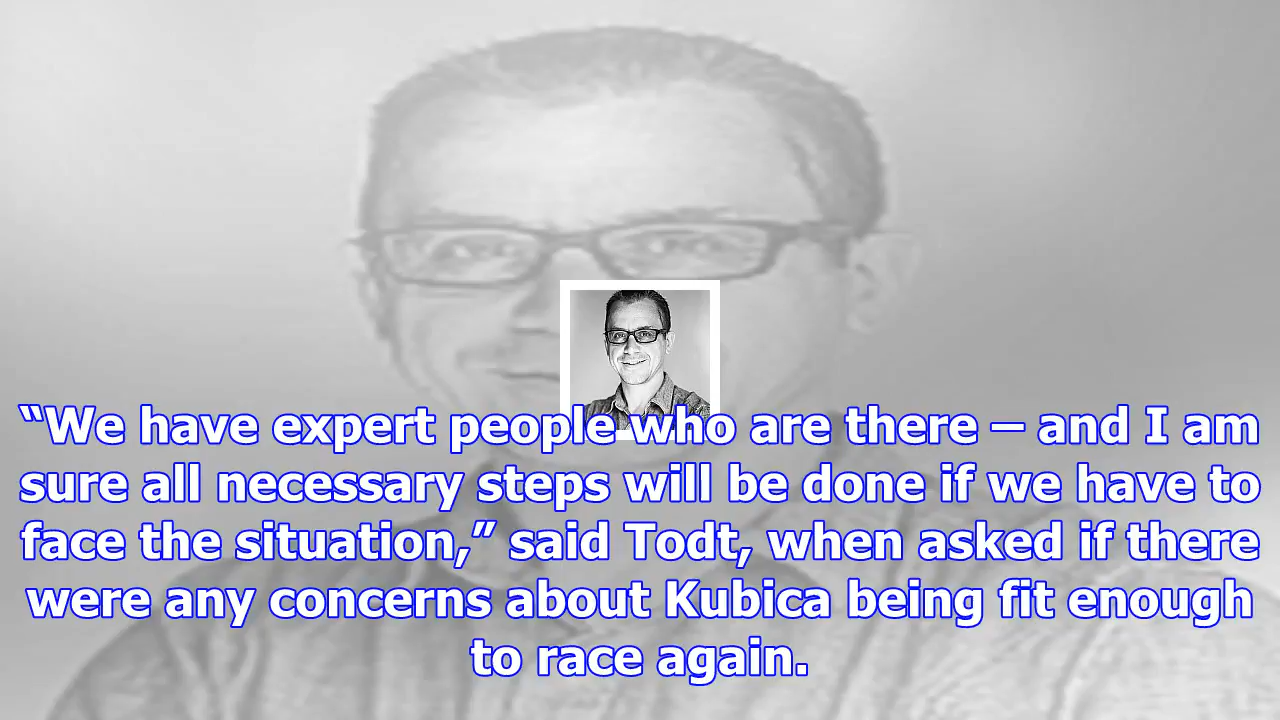 “We have expert people who are there – and I am
sure all necessary steps will be done if we have to
face the situation,” said Todt, when asked if there
were any concerns about Kubica being fit enough
to race again.